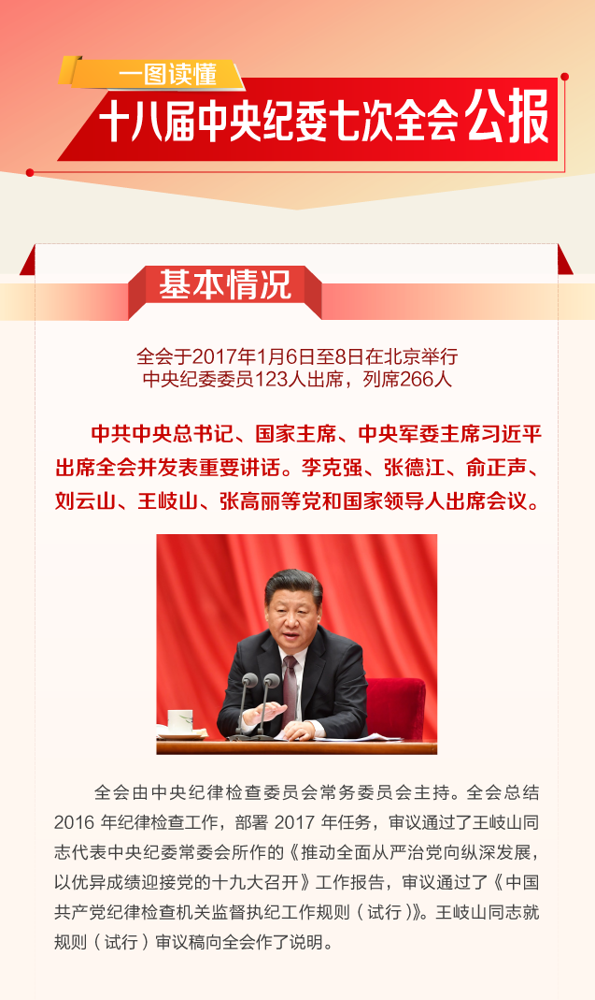 一图读懂
十八届中央纪委七次全会公报
基本情况
全会于2017年1月6日至8日在北京举行
中央纪委委员123人出席，列席266人
中共中央总书记、国家主席、中央军委主席习近平
出席全会并发表重要讲话。李克强、张德江、俞正声、
刘云山、王岐山、张高丽等党和国家领导人出席会议。
全会由中央纪律检查委员会常务委员会主持。全会总结
2016 年纪律检查工作，部署 2017 年任务，审议通过了王岐山同
志代表中央纪委常委会所作的《推动全面从严治党向纵深发展，
以优异成绩迎接党的十九大召开》工作报告，审议通过了《中国
共产党纪律检查机关监督执纪工作规则（试行）》。王岐山同志就
规则（试行）审议稿向全会作了说明。